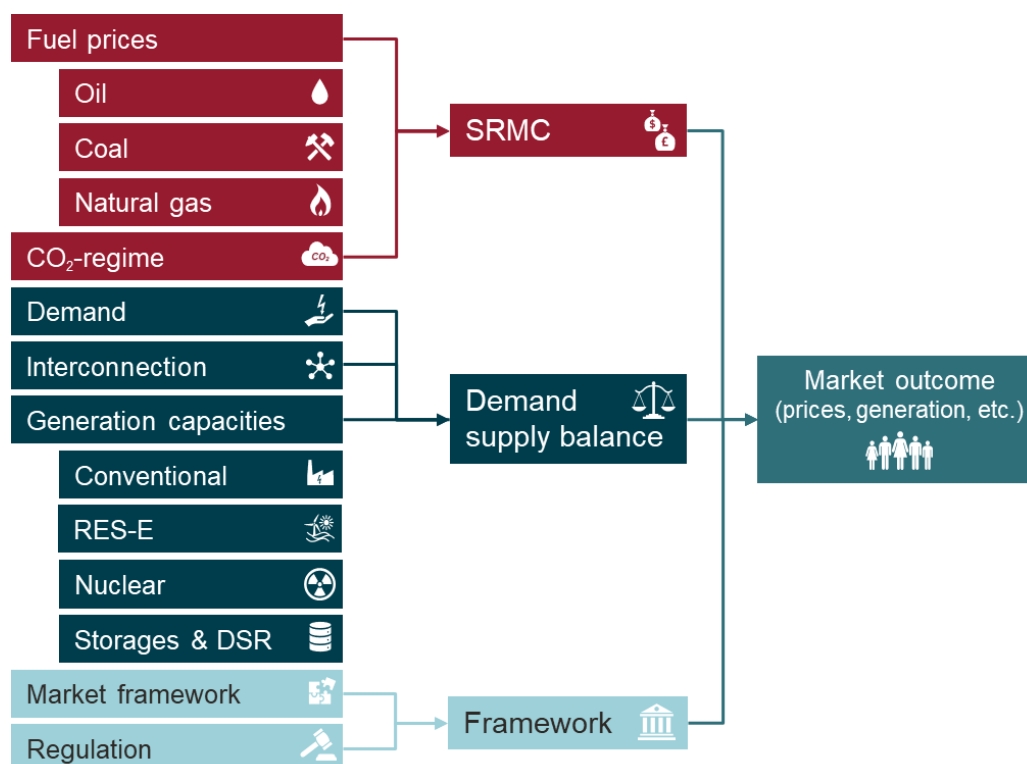 Fuel prices
Oil
Coal
Natural gas
CO₂-regime
CO₂
Demand
Interconnection
Generation capacities
Conventional
RES-E
Nuclear
Storages & DSR
Market framework
Regulation
SRMC
$
£
Demand
supply balance
Framework
Market outcome
(prices, generation, etc.)